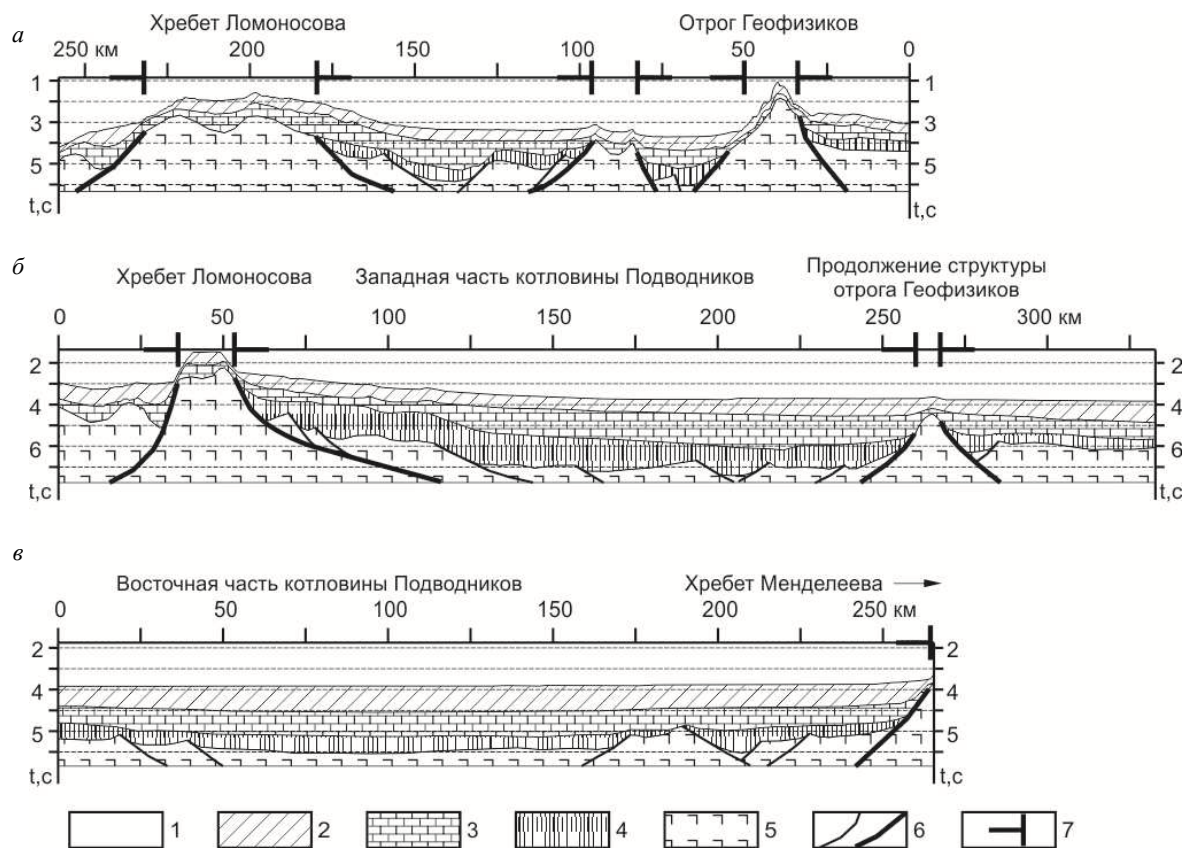 а
Хребет Ломоносова Отрог Геофизиков
250 км 200 150 100 50 0
1 1
3 3
5 5
t,с t,с
б
Хребет Ломоносова Западная часть котловины Подводников Продолжение структуры
отрога Геофизиков
0 50 100 150 200 250 300 км
2 2
4 4
6 6
t,с t,с
в
Восточная часть котловины Подводников Хребет Менделеева
0 50 100 150 200 250 км
2 2
4 4
5 5
t,с t,с
1 2 3 4 5 6 7